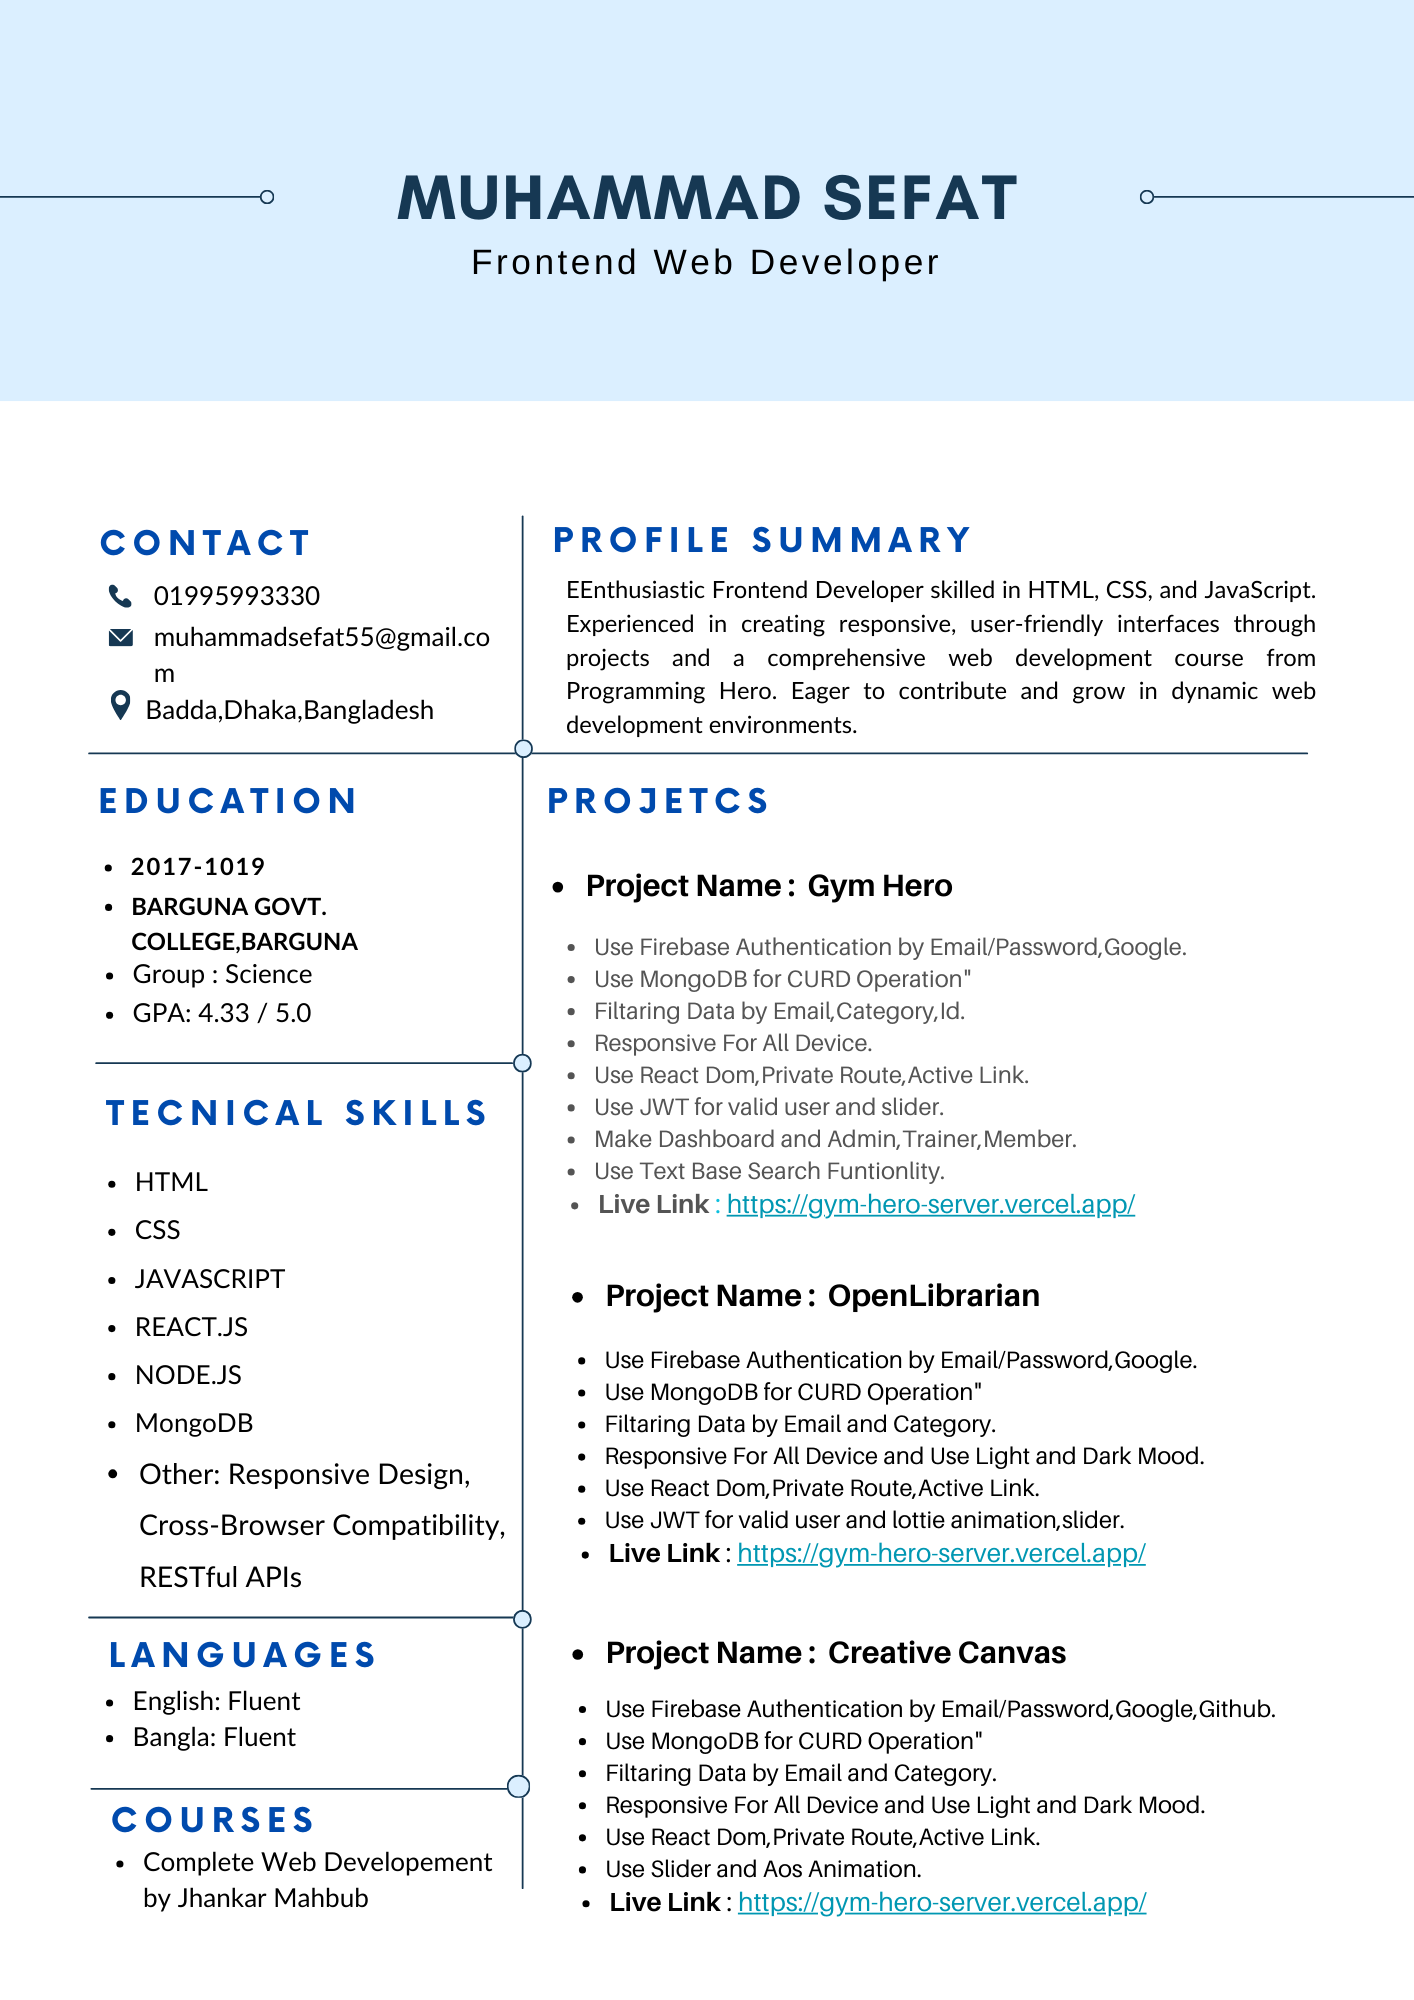 MUHAMMAD SEFAT
Frontend Web Developer
CONTACT
01995993330
muhammadsefat55@gmail.co
m
Badda,Dhaka,Bangladesh
EDUCATION
• 2017-1019
• BARGUNA GOVT.
COLLEGE,BARGUNA
• Group : Science
• GPA: 4.33 / 5.0
TECNICAL SKILLS
• HTML
• CSS
• JAVASCRIPT
• REACT.JS
• NODE.JS
• MongoDB
• Other: Responsive Design,
Cross-Browser Compatibility,
RESTful APIs
LANGUAGES
• English: Fluent
• Bangla: Fluent
COURSES
• Complete Web Developement
by Jhankar Mahbub
PROFILE SUMMARY
EEnthusiastic Frontend Developer skilled in HTML, CSS, and JavaScript.
Experienced in creating responsive, user-friendly interfaces through
projects and a comprehensive web development course from
Programming Hero. Eager to contribute and grow in dynamic web
development environments.
PROJETCS
• Project Name : Gym Hero
• Use Firebase Authentication by Email/Password,Google.
• Use MongoDB for CURD Operation"
• Filtaring Data by Email,Category,Id.
• Responsive For All Device.
• Use React Dom,Private Route,Active Link.
• Use JWT for valid user and slider.
• Make Dashboard and Admin,Trainer,Member.
• Use Text Base Search Funtionlity.
• Live Link : https://gym-hero-server.vercel.app/
• Project Name : OpenLibrarian
• Use Firebase Authentication by Email/Password,Google.
• Use MongoDB for CURD Operation"
• Filtaring Data by Email and Category.
• Responsive For All Device and Use Light and Dark Mood.
• Use React Dom,Private Route,Active Link.
• Use JWT for valid user and lottie animation,slider.
• Live Link : https://gym-hero-server.vercel.app/
• Project Name : Creative Canvas
• Use Firebase Authentication by Email/Password,Google,Github.
• Use MongoDB for CURD Operation"
• Filtaring Data by Email and Category.
• Responsive For All Device and Use Light and Dark Mood.
• Use React Dom,Private Route,Active Link.
• Use Slider and Aos Animation.
• Live Link : https://gym-hero-server.vercel.app/